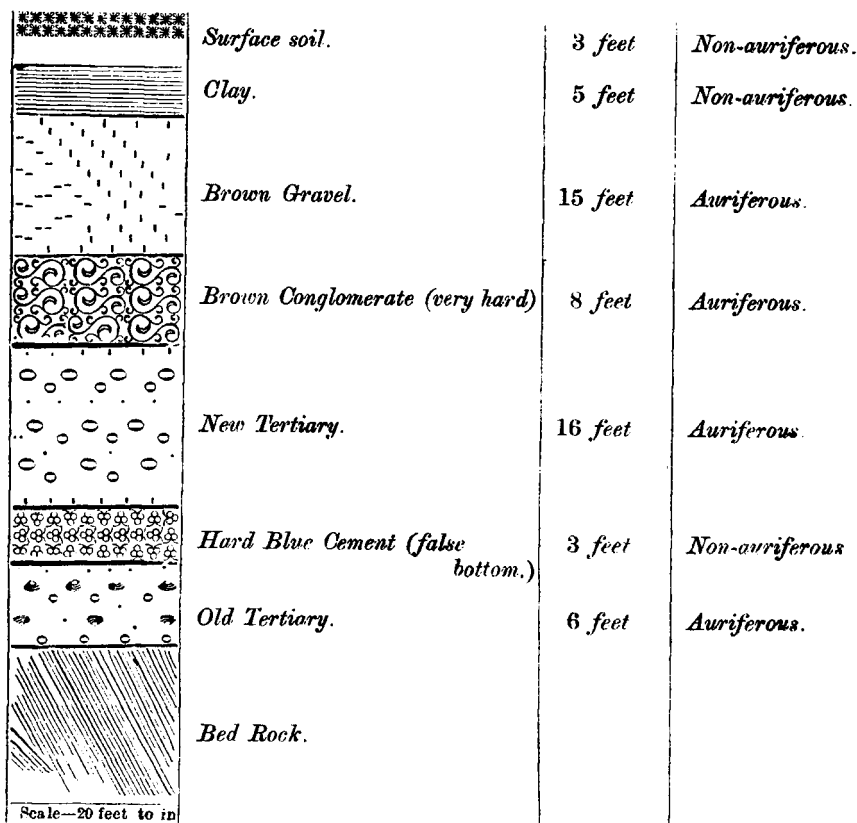 Surface soil. 3 feet Non-auriferous.
Clay. 5 feet Non-auriferous.
Brown Gravel. 15 feet Auriferous.
Brown Conglomerate (very hard) 8 feet Auriferous.
New Tertiary. 16 feet Auriferous
Hard Blue Cement (false 3 feet Non-auriferous
bottom.)
Old Tertiary. 6 feet Auriferous.
Bed Rock.
Scale—20 feet to in